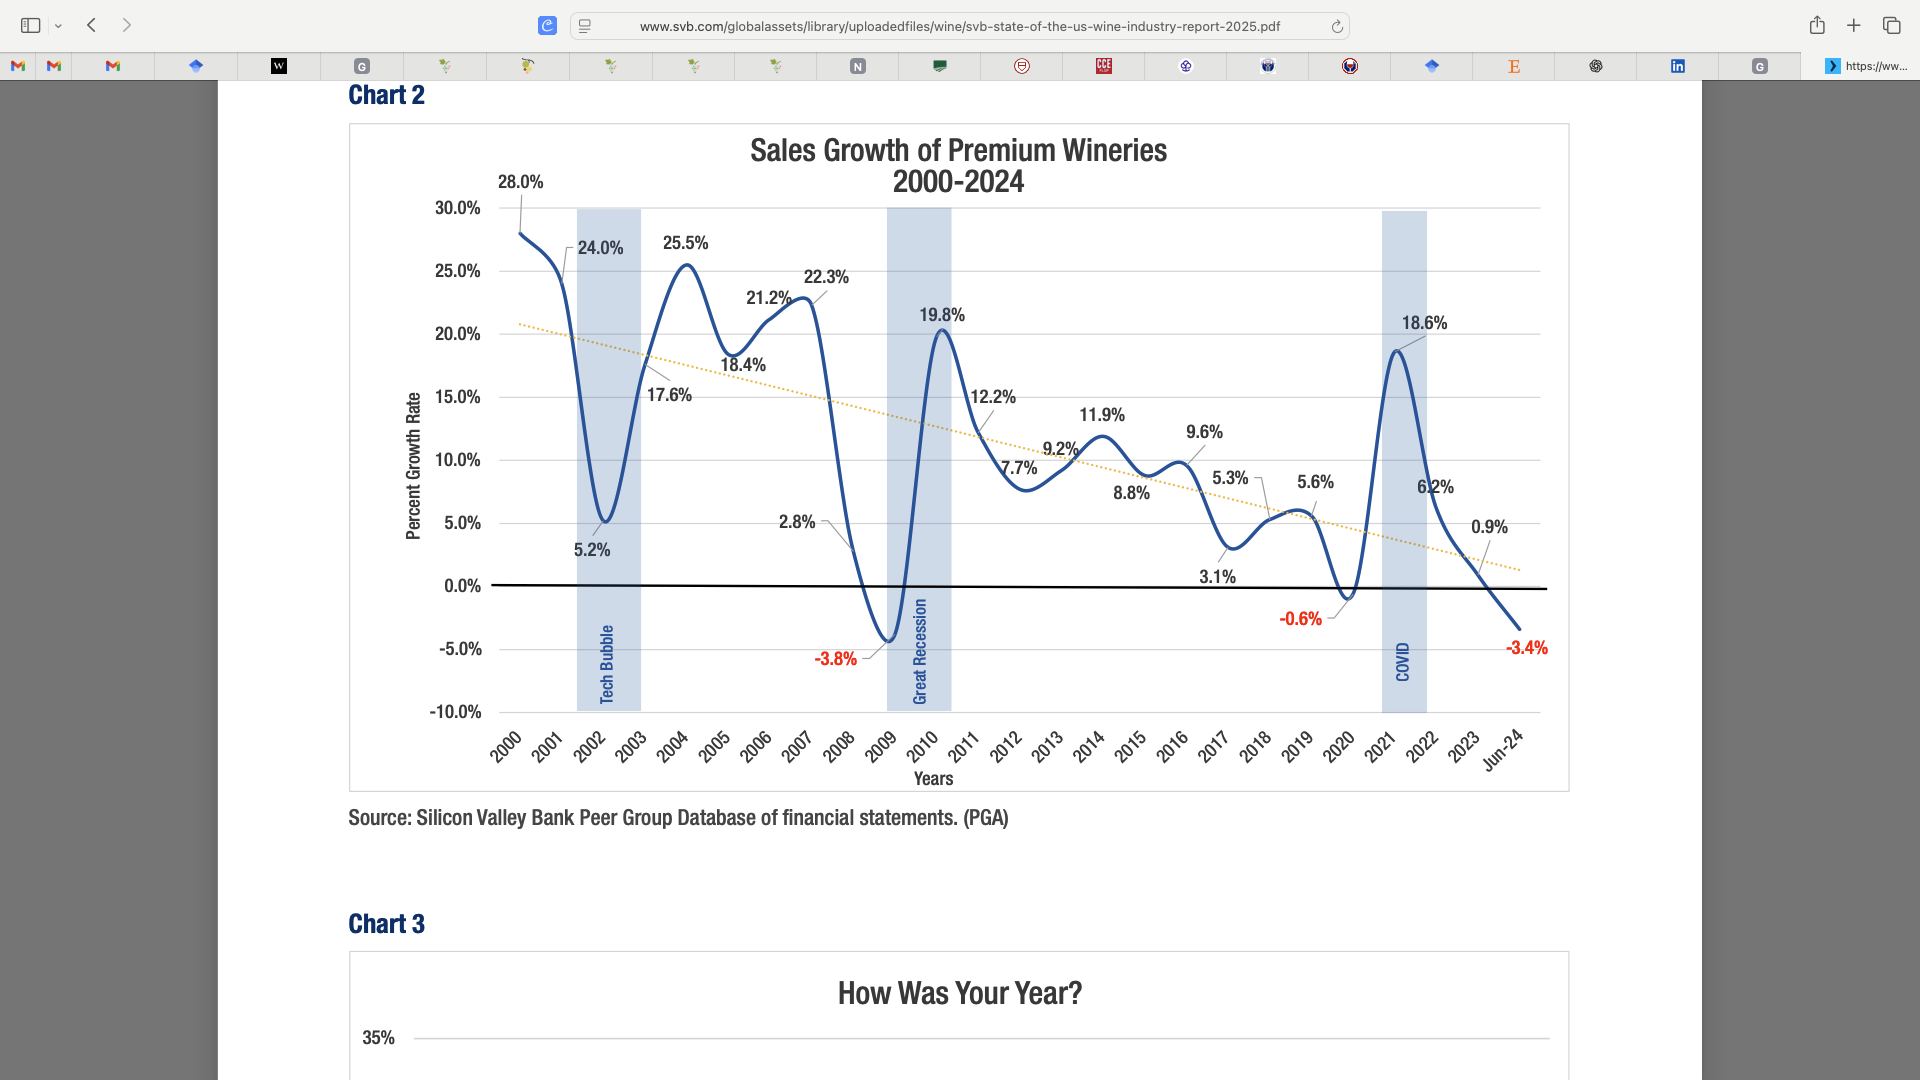 www.svb.com/globalassets/library/uploadedfiles/wine/svb-state-of-the-us-wine-industry-report-2025.pdf
W
G
N
CCE
E
in
G
https://ww...
Chart 2
Sales Growth of Premium Wineries
2000-2024
28.0%
30.0%
24.0%
25.5%
25.0%
22.3%
21.2%
19.8%
18.6%
20.0%
18.4%
17.6%
15.0%
12.2%
11.9%
9.6%
9.2%
10.0%
7.7%
8.8%
5.3%
5.6%
6.2%
5.0%
2.8%
0.9%
5.2%
3.1%
0.0%
-0.6%
-3.8%
-5.0%
-3.4%
-10.0%
Percent Growth Rate
Tech Bubble
Great Recession
COVID
2000 2001 2002 2003 2004 2005 2006 2007 2008 2009 2010 2011 2012 2013 2014 2015 2016 2017 2018 2019 2020 2021 2022 2023 Jun-24
Years
Source: Silicon Valley Bank Peer Group Database of financial statements. (PGA)
Chart 3
How Was Your Year?
35%